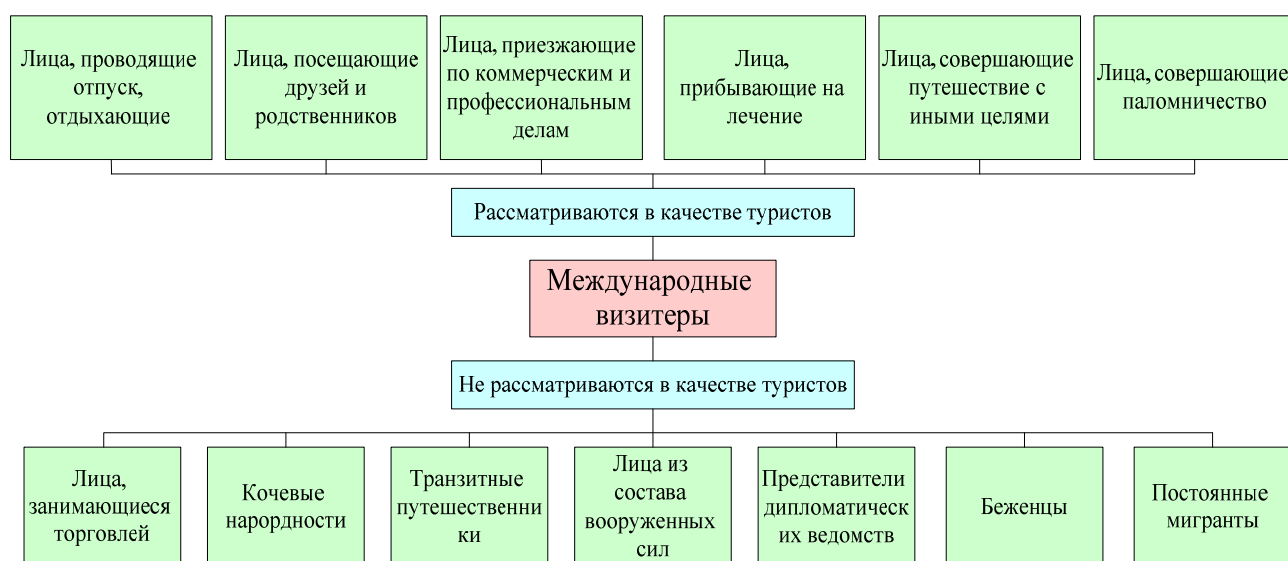 Лица, проводящие
отпуск,
отдыхающие
Лица, посещающие
друзей и
родственников
Лица, приезжающие
по коммерческим и
профессиональным
делам
Лица,
прибывающие на
лечение
Лица, совершающие
путешествие с
иными целями
Лица, совершающие
паломничество
Рассматриваются в качестве туристов
Международные
визитеры
Не рассматриваются в качестве туристов
Лица,
занимающиеся
торговлей
Кочевые
нарордности
Транзитные
путешественни
ки
Лица из
состава
вооруженных
сил
Представители
дипломатическ
их ведомств
Беженцы
Постоянные
мигранты